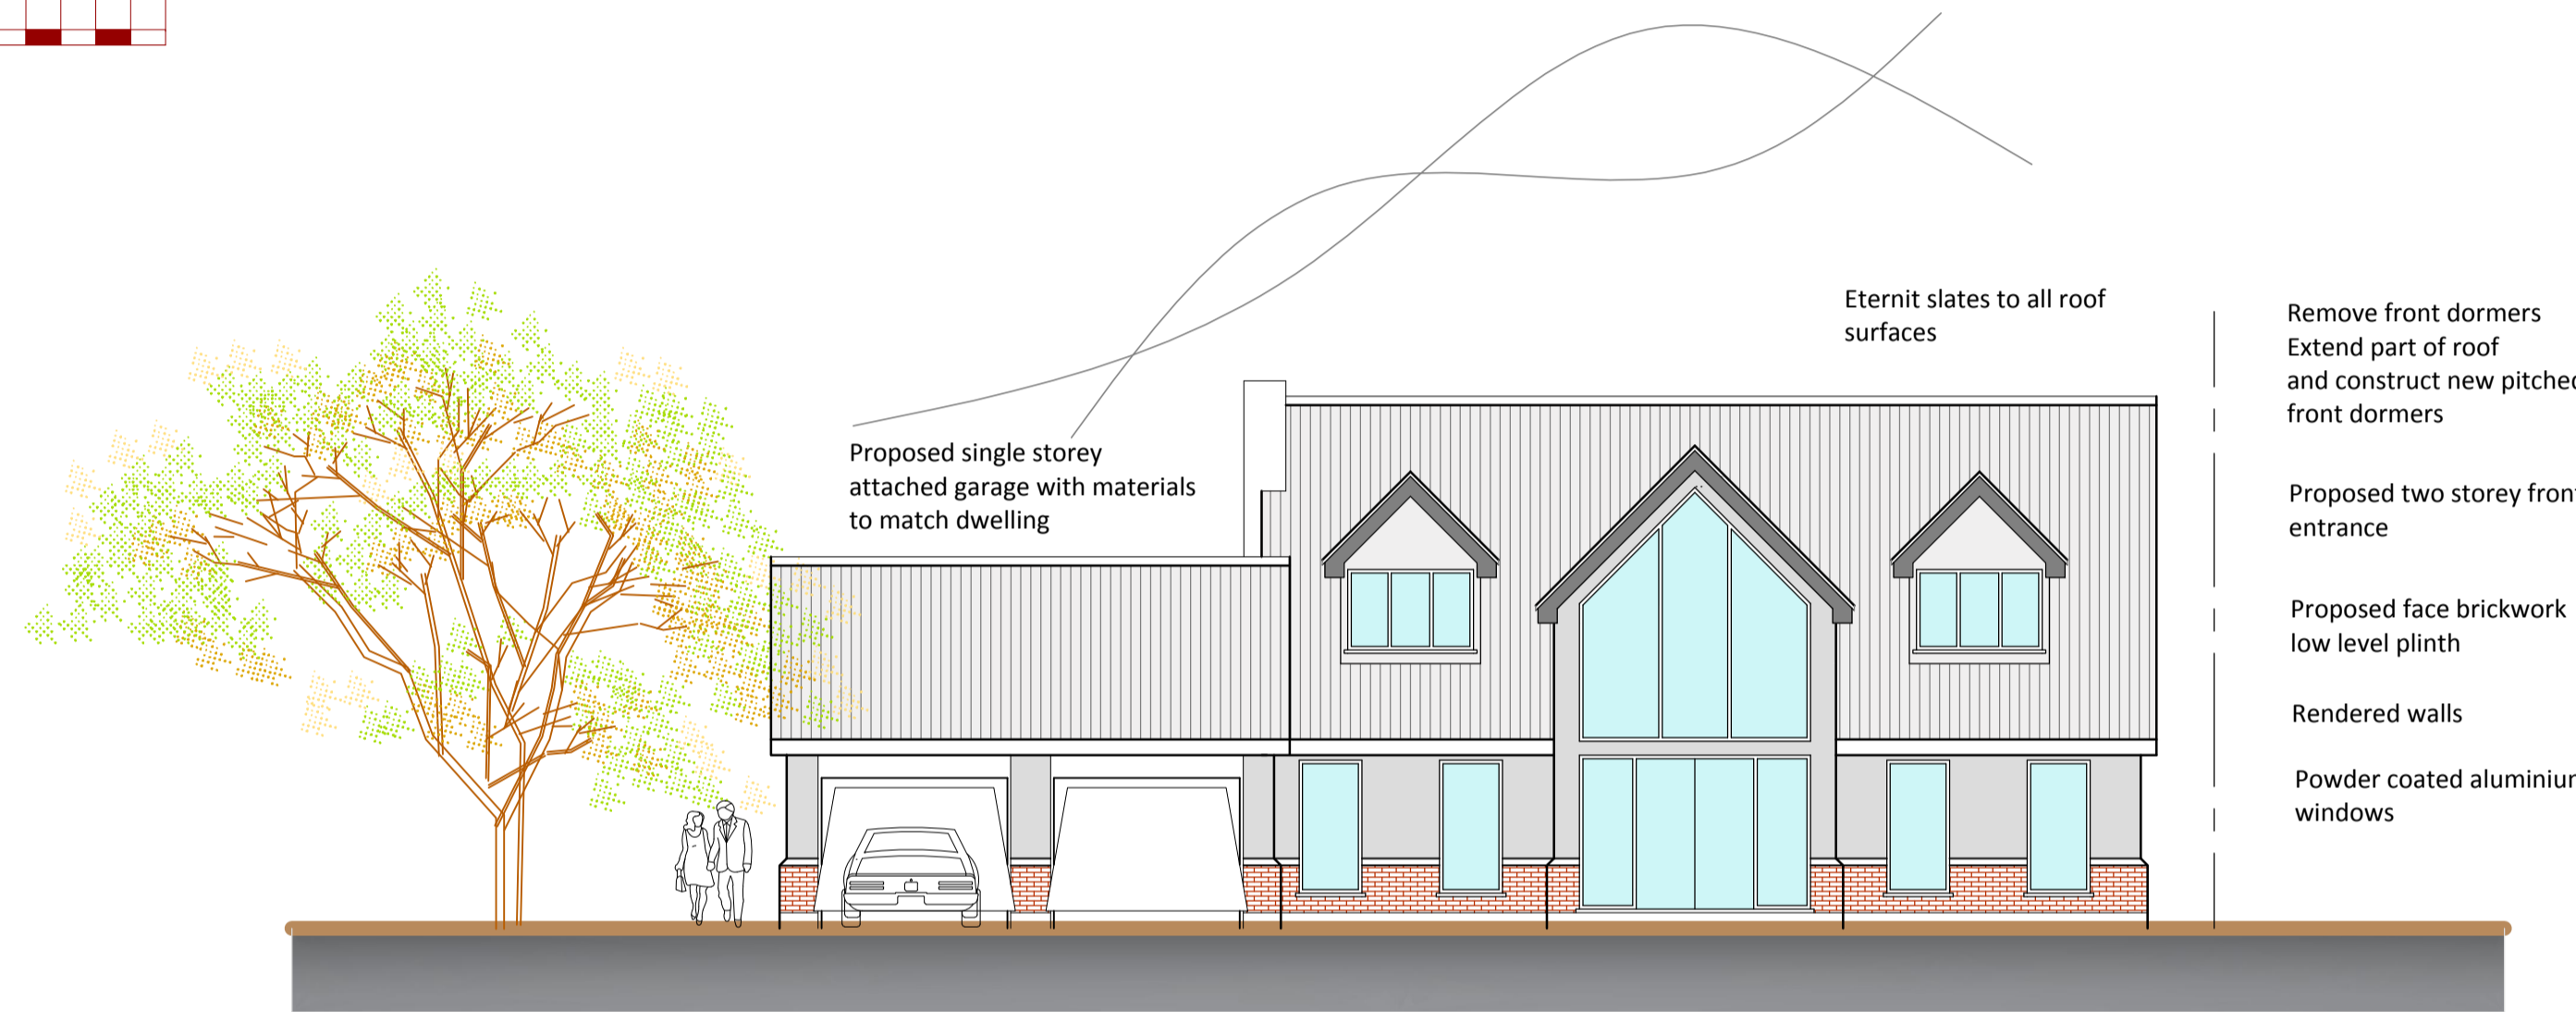 Eternit slates to all roof
surfaces
Remove front dormers
Extend part of roof
and construct new pitched
front dormers
Proposed single storey
attached garage with materials
to match dwelling
Proposed two storey front
entrance
Proposed face brickwork
low level plinth
Rendered walls
Powder coated aluminium
windows